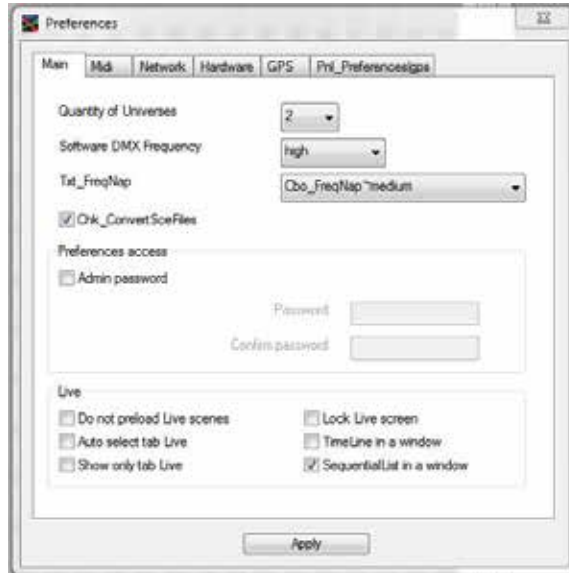 Preferences
Main Midi Network Hardware GPS Pnl_Preferences|gps
Quantity of Universes 2
Software DMX Frequency high
Txt_FreqNap Cbo_FreqNap~medium
Chk_ConvertSceFiles
Preferences access
Admin password
Password
Confirm password
Live
Do not preload Live scenes Lock Live screen
Auto select tab Live TimeLine in a window
Show only tab Live SequentialList in a window
Apply